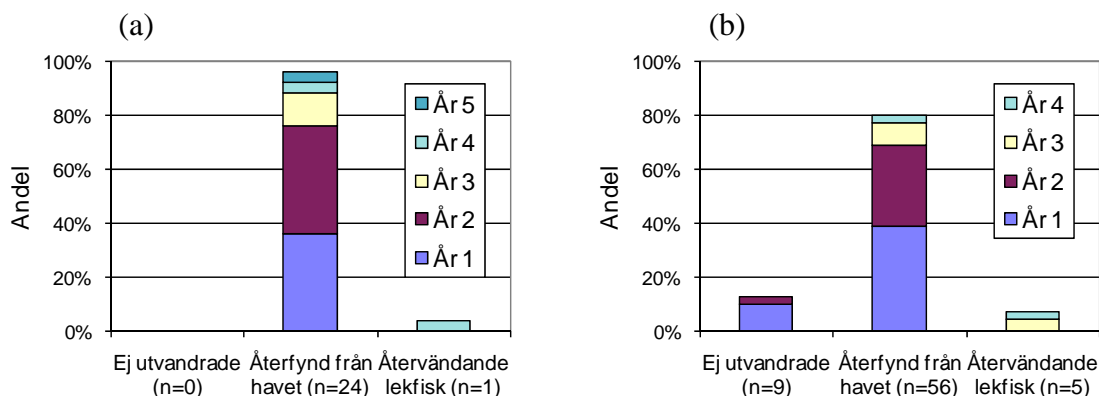 (a)
100%
80%
60%
40%
20%
0%
Andel
År 5
År 4
År 3
År 2
År 1
Ej utvandrade Återfynd från Återvändande
(n=0) havet (n=24) lekfisk (n=1)
(b)
100%
80%
60%
40%
20%
0%
Andel
År 4
År 3
År 2
År 1
Ej utvandrade Återfynd från Återvändande
(n=9) havet (n=56) lekfisk (n=5)